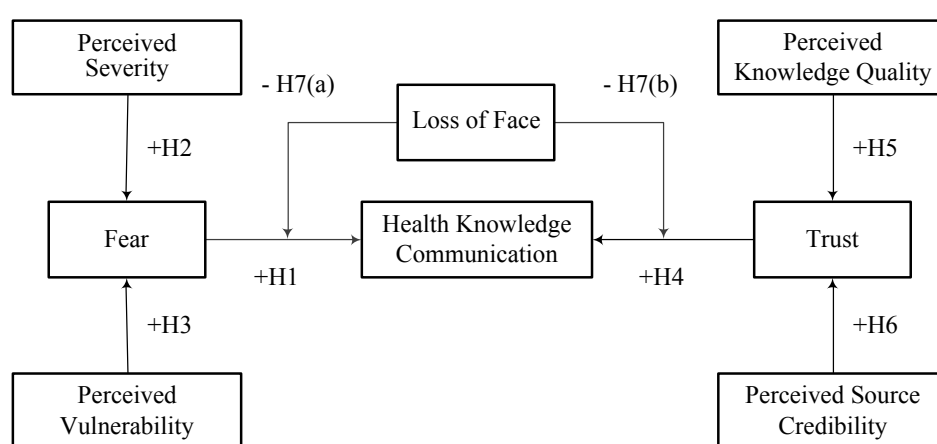 Perceived
Severity
Perceived
Knowledge Quality
- H7(a)
- H7(b)
Loss of Face
+H2
+H5
Fear
Health Knowledge
Communication
Trust
+H1
+H4
+H3
+H6
Perceived
Vulnerability
Perceived Source
Credibility